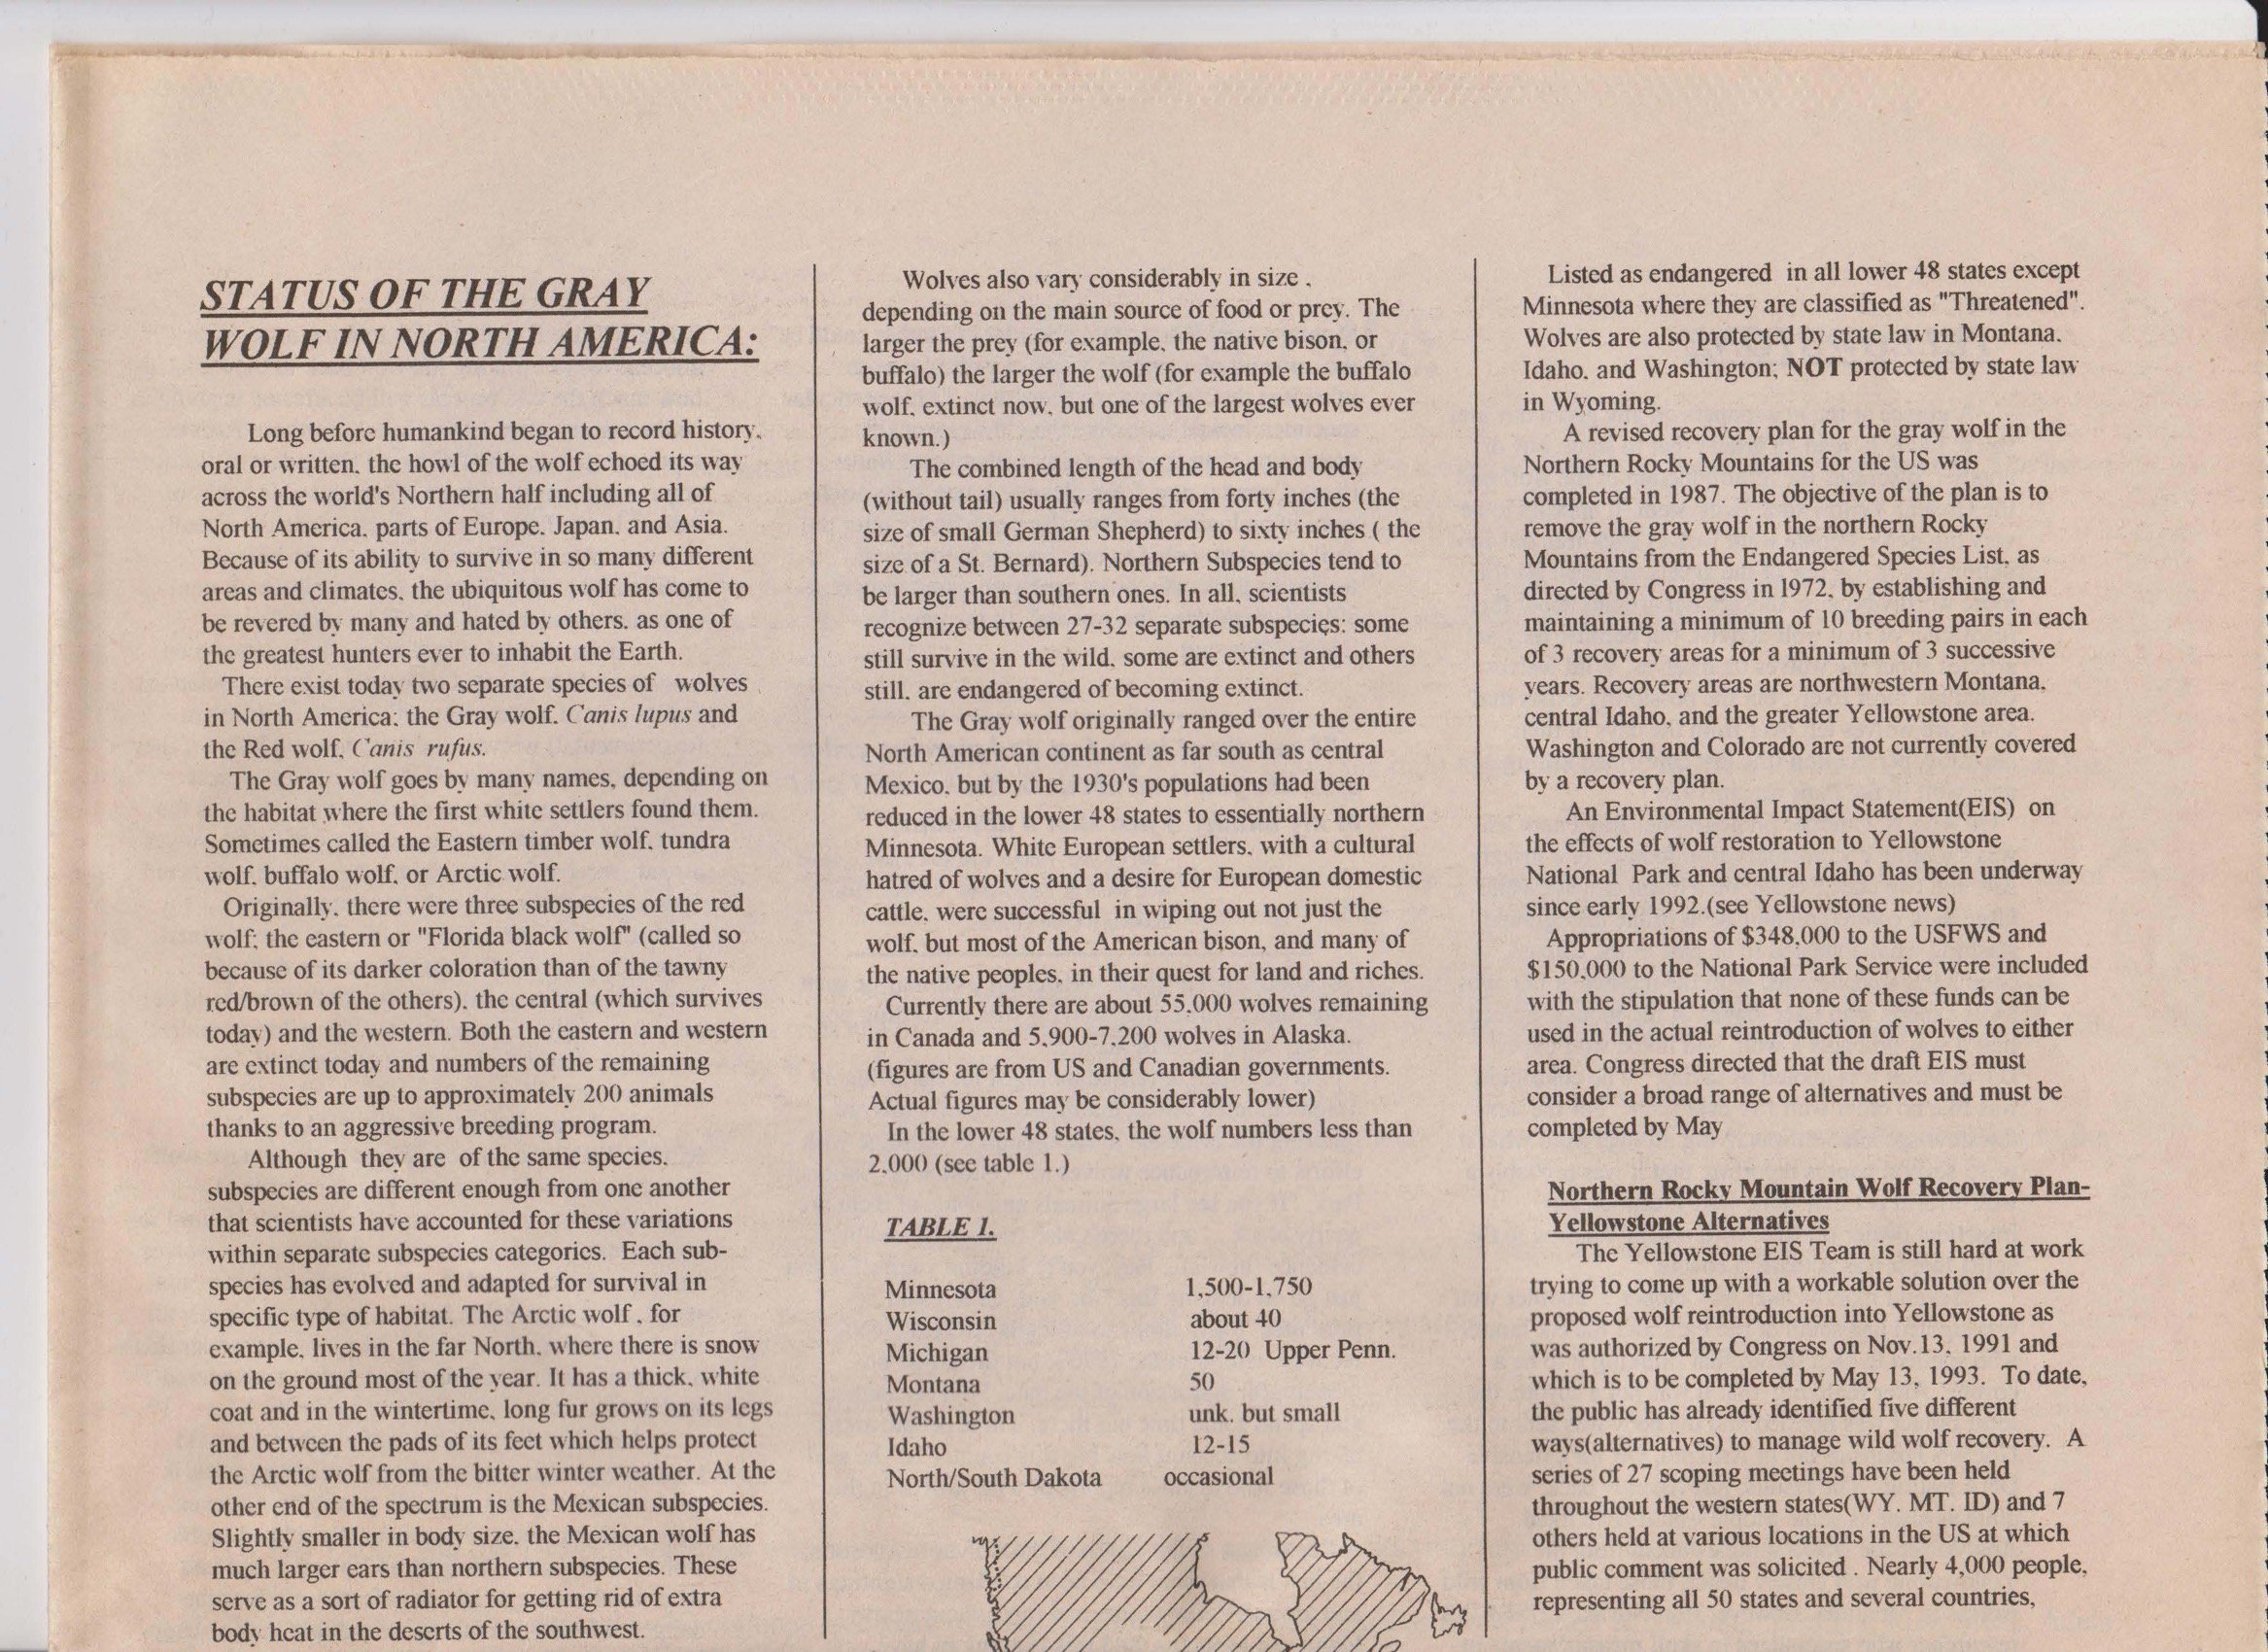 STATUS OF THE GRAY
WOLF IN NORTH AMERICA:
Long before humankind began to record history,
oral or written, the howl of the wolf echoed its way
across the world's Northern half including all of
North America, parts of Europe, Japan, and Asia.
Because of its ability to survive in so many different
areas and climates, the ubiquitous wolf has come to
be revered by many and hated by others, as one of
the greatest hunters ever to inhabit the Earth.
There exist today two separate species of wolves
in North America; the Gray wolf, Canis lupus and
the Red wolf, Canis rufus.
The Gray wolf goes by many names, depending on
the habitat where the first white settlers found them.
Sometimes called the Eastern timber wolf, tundra
wolf, buffalo wolf, or Arctic wolf.
Originally, there were three subspecies of the red
wolf; the eastern or "Florida black wolf" (called so
because of its darker coloration than of the tawny
red/brown of the others), the central (which survives
today) and the western. Both the eastern and western
are extinct today and numbers of the remaining
subspecies are up to approximately 200 animals
thanks to an aggressive breeding program.
Although they are of the same species,
subspecies are different enough from one another
that scientists have accounted for these variations
within separate subspecies categories. Each sub-
species has evolved and adapted for survival in
specific type of habitat. The Arctic wolf , for
example, lives in the far North, where there is snow
on the ground most of the year. It has a thick, white
coat and in the wintertime, long fur grows on its legs
and between the pads of its feet which helps protect
the Arctic wolf from the bitter winter weather. At the
other end of the spectrum is the Mexican subspecies.
Slightly smaller in body size, the Mexican wolf has
much larger ears than northern subspecies. These
serve as a sort of radiator for getting rid of extra
body heat in the deserts of the southwest.
Wolves also vary considerably in size ,
depending on the main source of food or prey. The
larger the prey (for example, the native bison, or
buffalo) the larger the wolf (for example the buffalo
wolf, extinct now, but one of the largest wolves ever
known.)
The combined length of the head and body
(without tail) usually ranges from forty inches (the
size of small German Shepherd) to sixty inches ( the
size of a St. Bernard). Northern Subspecies tend to
be larger than southern ones. In all, scientists
recognize between 27-32 separate subspecies: some
still survive in the wild, some are extinct and others
still, are endangered of becoming extinct.
The Gray wolf originally ranged over the entire
North American continent as far south as central
Mexico, but by the 1930's populations had been
reduced in the lower 48 states to essentially northern
Minnesota. White European settlers, with a cultural
hatred of wolves and a desire for European domestic
cattle, were successful in wiping out not just the
wolf, but most of the American bison, and many of
the native peoples, in their quest for land and riches.
Currently there are about 55,000 wolves remaining
in Canada and 5,900-7,200 wolves in Alaska.
(figures are from US and Canadian governments.
Actual figures may be considerably lower)
In the lower 48 states, the wolf numbers less than
2,000 (see table 1.)
TABLE 1.
Minnesota 1,500-1,750
Wisconsin about 40
Michigan 12-20 Upper Penn.
Montana 50
Washington unk. but small
Idaho 12-15
North/South Dakota occasional
Listed as endangered in all lower 48 states except
Minnesota where they are classified as "Threatened".
Wolves are also protected by state law in Montana,
Idaho, and Washington; NOT protected by state law
in Wyoming.
A revised recovery plan for the gray wolf in the
Northern Rocky Mountains for the US was
completed in 1987. The objective of the plan is to
remove the gray wolf in the northern Rocky
Mountains from the Endangered Species List, as
directed by Congress in 1972, by establishing and
maintaining a minimum of 10 breeding pairs in each
of 3 recovery areas for a minimum of 3 successive
years. Recovery areas are northwestern Montana,
central Idaho, and the greater Yellowstone area.
Washington and Colorado are not currently covered
by a recovery plan.
An Environmental Impact Statement(EIS) on
the effects of wolf restoration to Yellowstone
National Park and central Idaho has been underway
since early 1992.(see Yellowstone news)
Appropriations of $348,000 to the USFWS and
$150,000 to the National Park Service were included
with the stipulation that none of these funds can be
used in the actual reintroduction of wolves to either
area. Congress directed that the draft EIS must
consider a broad range of alternatives and must be
completed by May
Northern Rocky Mountain Wolf Recovery Plan-
Yellowstone Alternatives
The Yellowstone EIS Team is still hard at work
trying to come up with a workable solution over the
proposed wolf reintroduction into Yellowstone as
was authorized by Congress on Nov.13, 1991 and
which is to be completed by May 13, 1993. To date,
the public has already identified five different
ways(alternatives) to manage wild wolf recovery. A
series of 27 scoping meetings have been held
throughout the western states(WY, MT, ID) and 7
others held at various locations in the US at which
public comment was solicited . Nearly 4,000 people,
representing all 50 states and several countries,